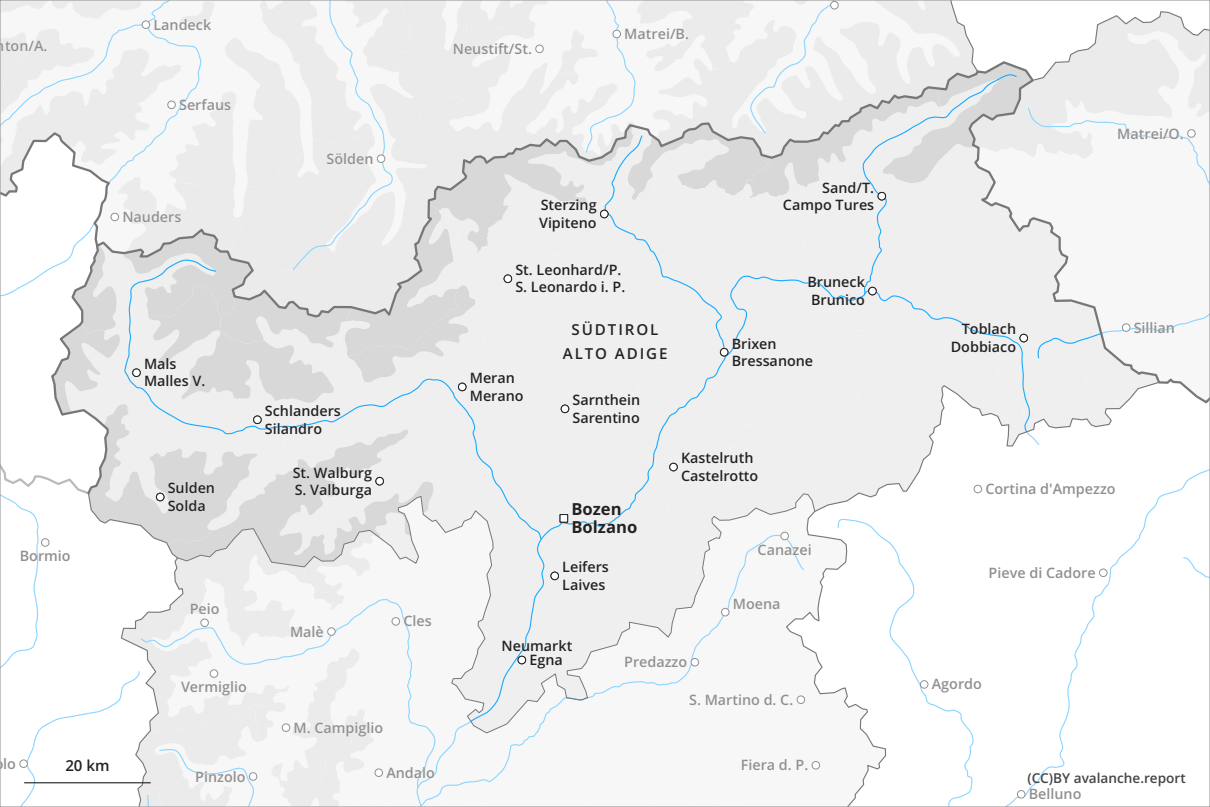 Landeck
Matrei/B.
Neustift/St.
Serfaus
Matrei/O.
Sölden
Sand/T.
Campo Tures
Sterzing
Vipiteno
Nauders
St. Leonhard/P.
S. Leonardo i. P.
Bruneck
Brunico
SÜDTIROL
ALTO ADIGE
Toblach
Dobbiaco
Sillian
Brixen
Bressanone
Mals
Malles V.
Meran
Merano
Sarnthein
Sarentino
Schlanders
Silandro
Kastelruth
Castelrotto
St. Walburg
S. Valburga
Sulden
Solda
Cortina d'Ampezzo
Bozen
Bolzano
Bormio
Canazei
Leifers
Laives
Pieve di Cadore
Peio
Moena
Malè
Cles
Neumarkt
Egna
Predazzo
Vermiglio
Agordo
S. Martino d. C.
M. Campiglio
20 km
Fiera d. P.
Pinzolo
Andalo
(CC)BY avalanche.report
Belluno